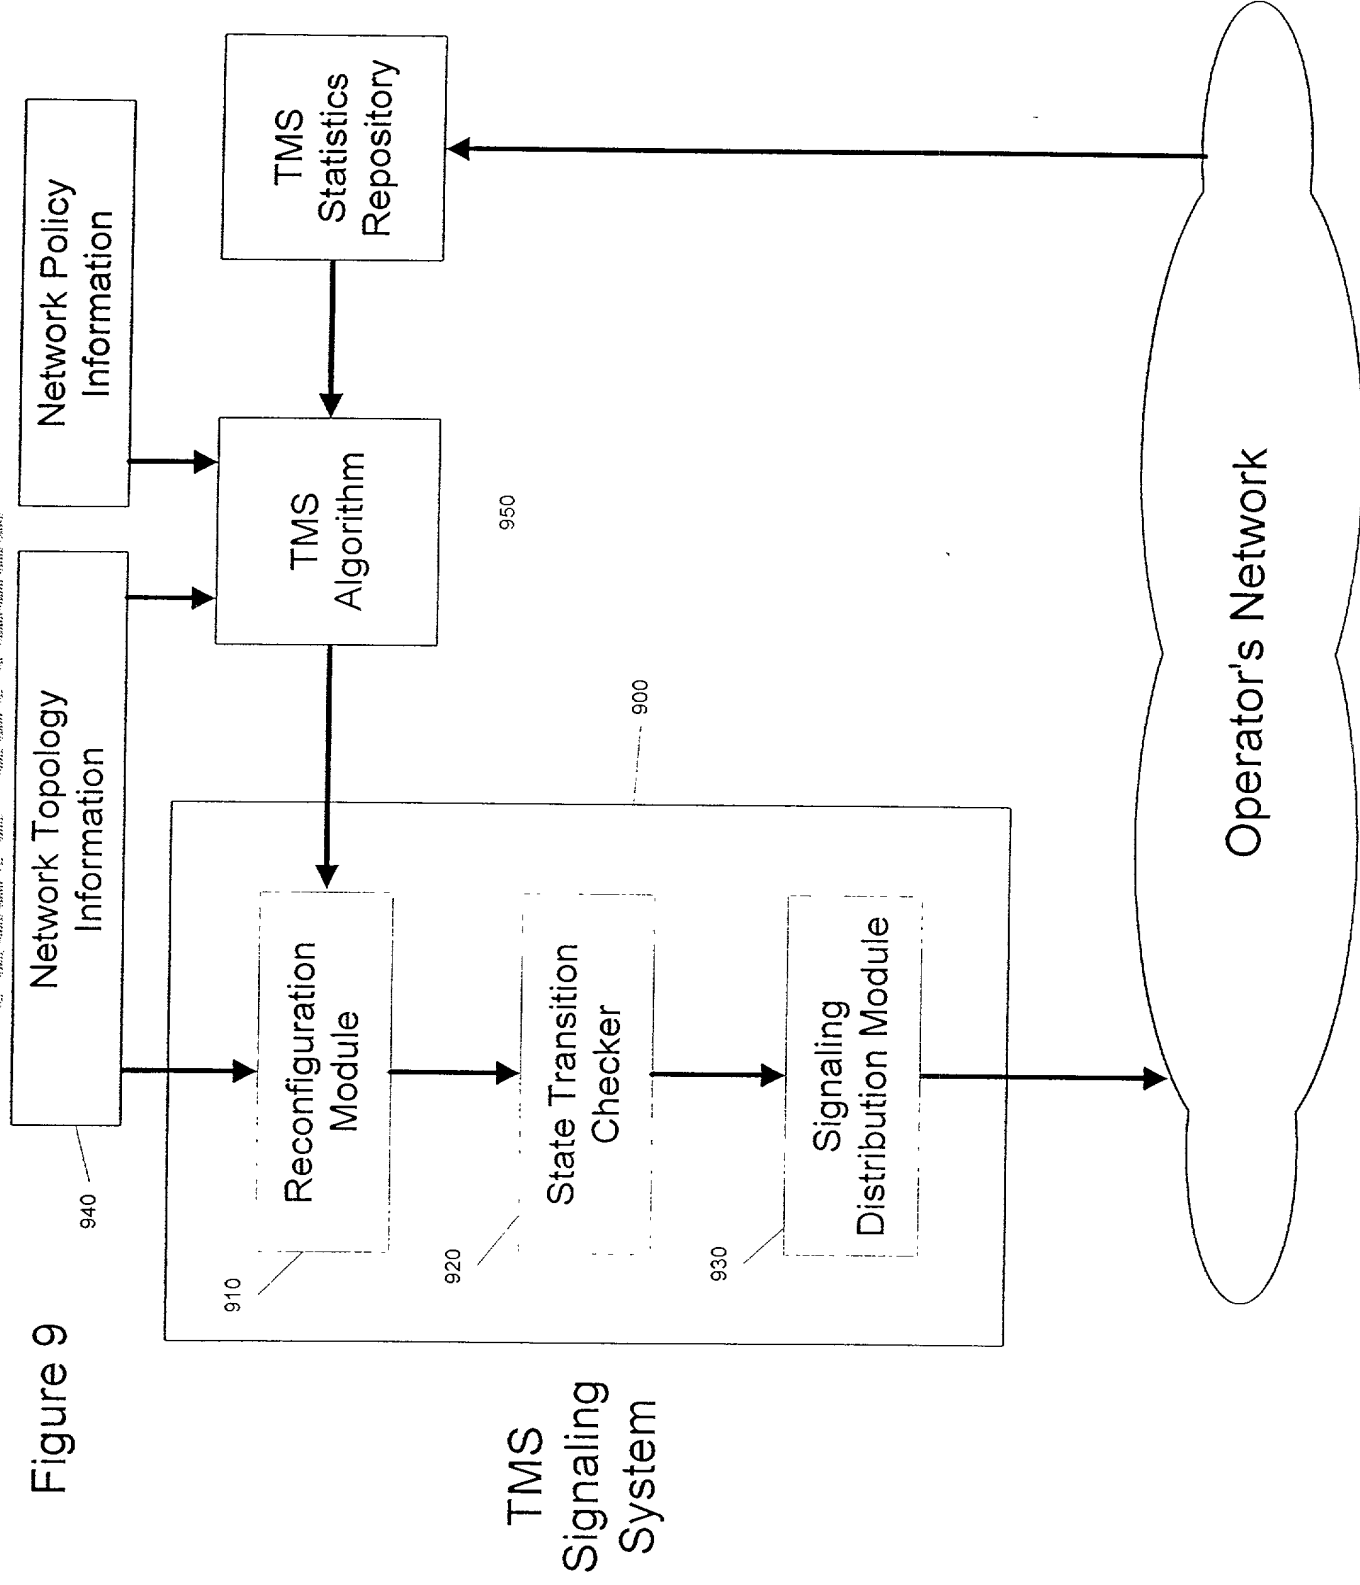 Figure 9
940
Network Topology
Information
Network Policy
Information
910
Reconfiguration
Module
TMS
Algorithm
950
TMS
Statistics
Repository
900
920
State Transition
Checker
930
Signaling
Distribution Module
TMS
Signaling
System
Operator's Network